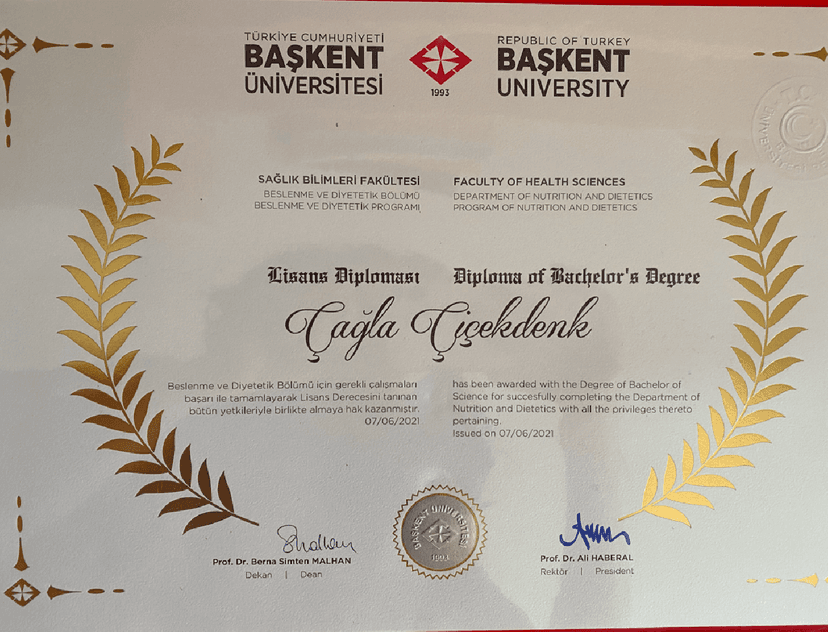 TÜRKİYE CUMHURİYETİ
BAŞKENT
ÜNİVERSİTESİ
1993
REPUBLIC OF TURKEY
BAŞKENT
UNIVERSITY
SAĞLIK BİLİMLERİ FAKÜLTESİ
BESLENME VE DİYETETİK BÖLÜMÜ
BESLENME VE DİYETETİK PROGRAMI
FACULTY OF HEALTH SCIENCES
DEPARTMENT OF NUTRITION AND DIETETICS
PROGRAM OF NUTRITION AND DIETETICS
Lisans Diploması
Diploma of Bachelor's Degree
Çağla Çiçekdenk
Beslenme ve Diyetetik Bölümü için gerekli çalışmaları
başarı ile tamamlayarak Lisans Derecesini tanınan
bütün yetkileriyle birlikte almaya hak kazanmıştır.
07/06/2021
has been awarded with the Degree of Bachelor of
Science for succesfully completing the Department of
Nutrition and Dietetics with all the privileges thereto
pertaining.
Issued on 07/06/2021
BAŞKENT ÜNİVERSİTESİ
1993
Prof. Dr. Berna Simten MALHAN
Dekan | Dean
Prof. Dr. Ali HABERAL
Rektör | President